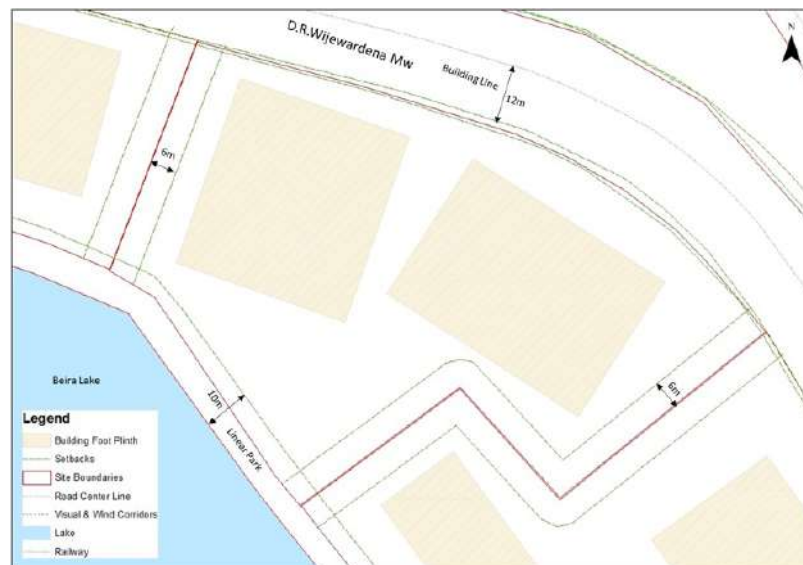 D.R.Wijewardena Mw
N
Building Line
12m
6m
10m
Linear Park
6m
Beira Lake
Legend
Building Foot Plinth
Setbacks
Site Boundaries
Road Center Line
Visual & Wind Corridors
Lake
Railway